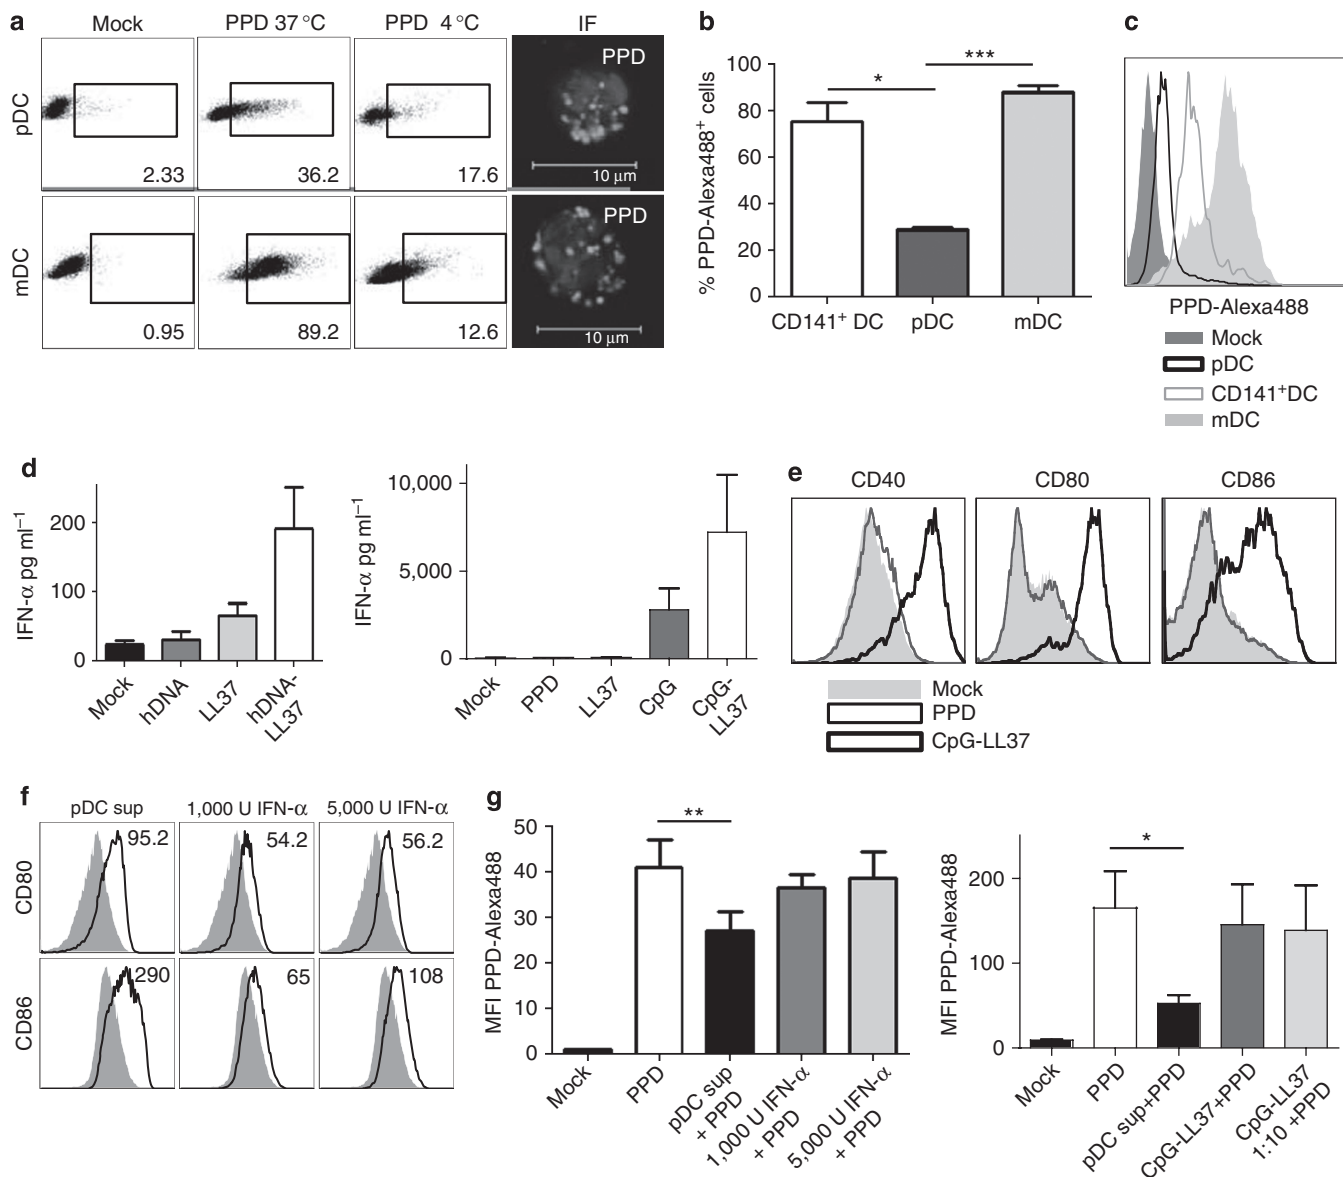 a
Mock
PPD 37 °C
PPD 4 °C
IF
pDC
2.33
36.2
17.6
PPD
10 μm
mDC
0.95
89.2
12.6
PPD
10 μm
b
% PPD-Alexa488+ cells
100
80
60
40
20
0
*
***
CD141+ DC
pDC
mDC
c
PPD-Alexa488
Mock
pDC
CD141+DC
mDC
d
IFN-α pg ml−1
200
100
0
Mock
hDNA
LL37
hDNA-
LL37
IFN-α pg ml−1
10,000
5,000
0
Mock
PPD
LL37
CpG
CpG-
LL37
e
CD40
CD80
CD86
Mock
PPD
CpG-LL37
f
pDC sup
1,000 U IFN-α
5,000 U IFN-α
CD80
95.2
54.2
56.2
CD86
290
65
108
g
MFI PPD-Alexa488
50
40
30
20
10
0
**
Mock
PPD
pDC sup
+ PPD
1,000 U IFN-α
+ PPD
5,000 U IFN-α
+ PPD
MFI PPD-Alexa488
200
100
0
*
Mock
PPD
pDC sup+PPD
CpG-LL37+PPD
CpG-LL37
1:10 +PPD